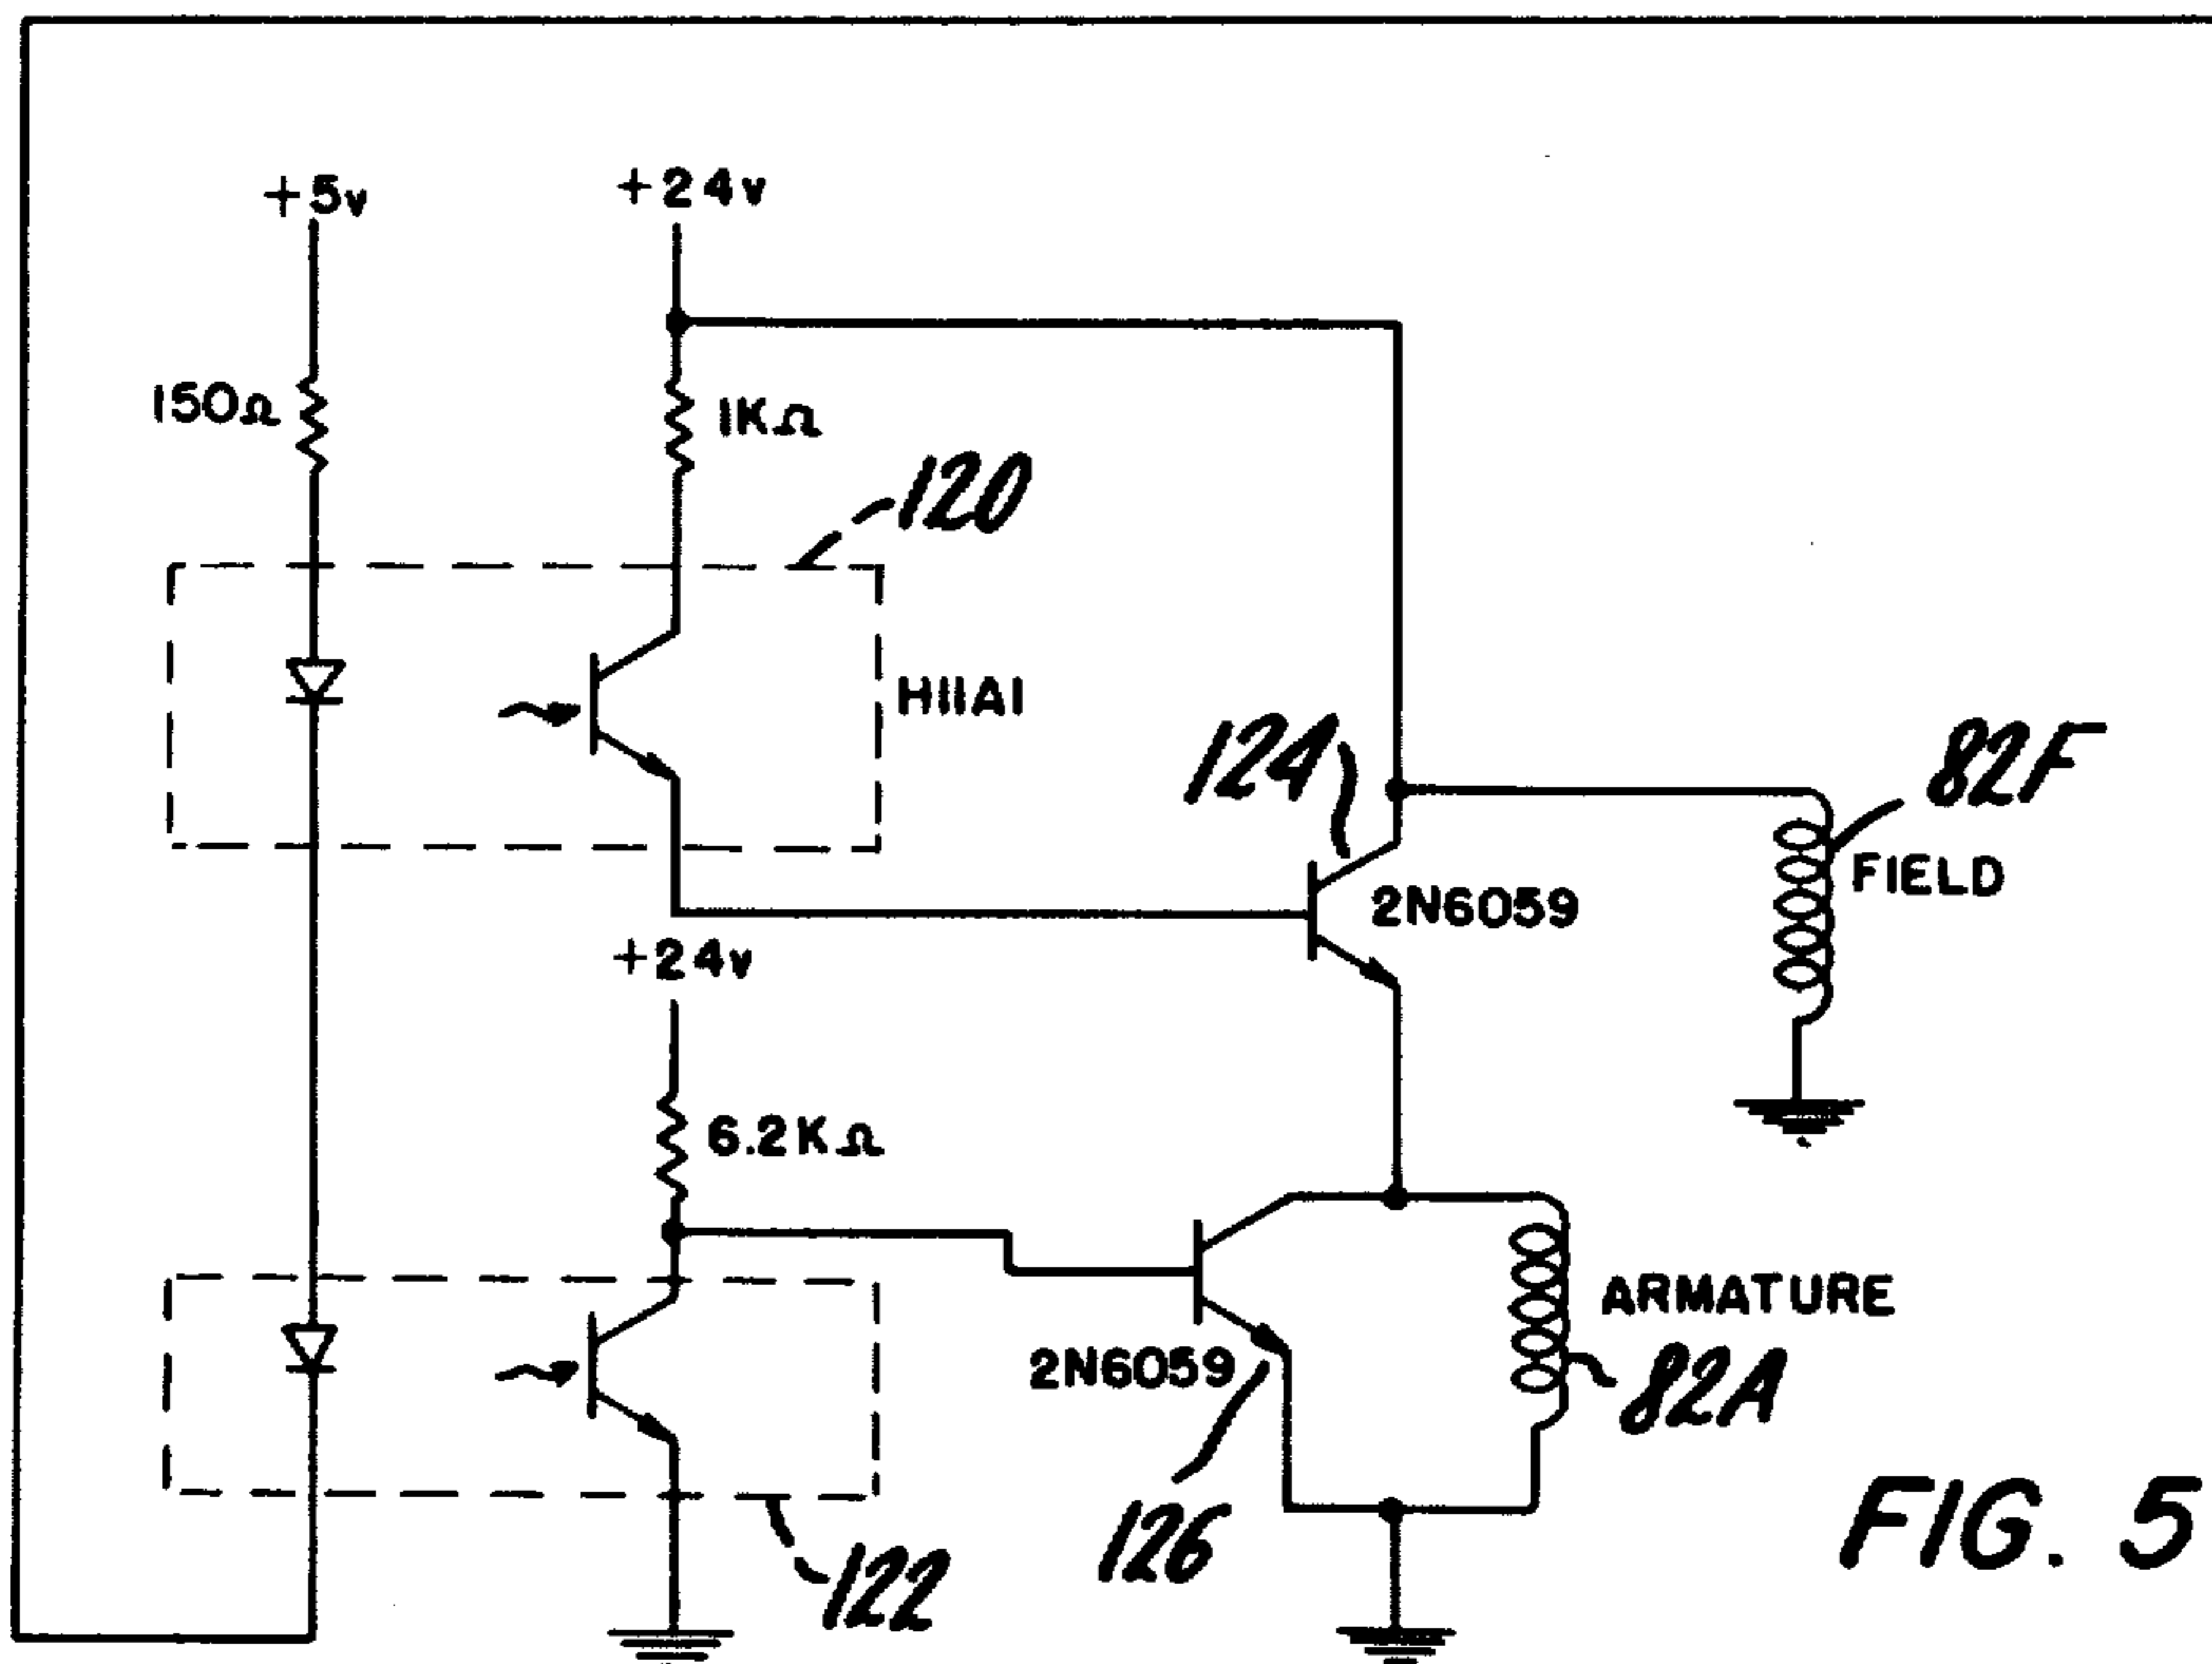 +5v
+24v
150Ω
1KΩ
120
H11A1
124
82F
FIELD
2N6059
+24v
6.2KΩ
ARMATURE
2N6059
82A
126
122
FIG. 5